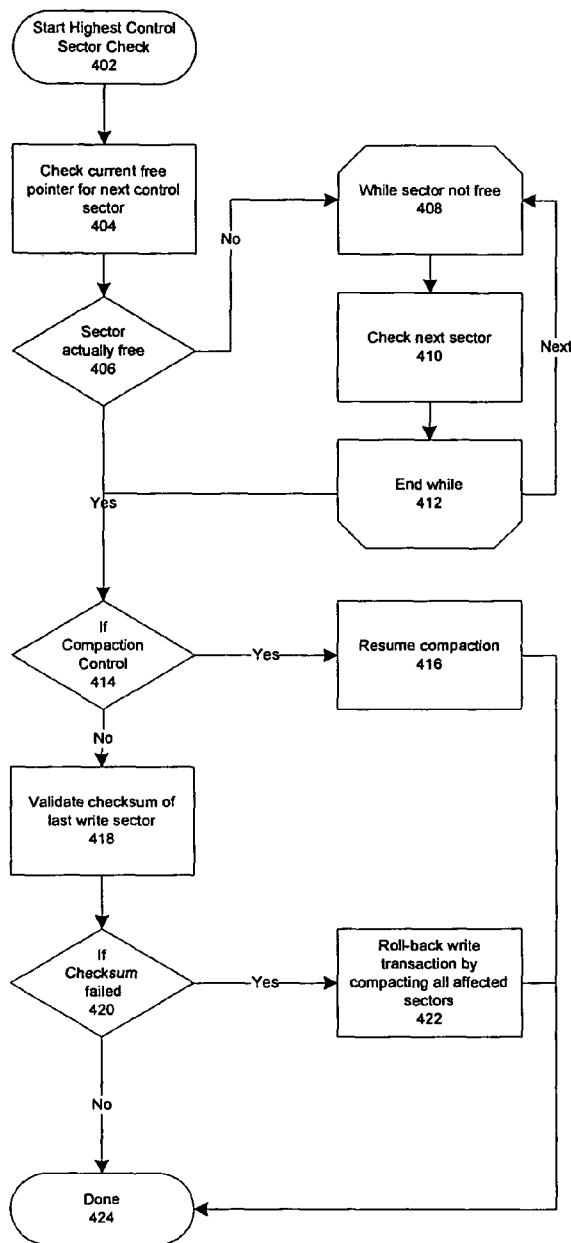 Start Highest Control
Sector Check
402
Check current free
pointer for next control
sector
404
While sector not free
408
No
Sector
actually free
406
Check next sector
410
Next
End while
412
Yes
If
Compaction
Control
414
Yes
Resume compaction
416
No
Validate checksum of
last write sector
418
If
Checksum
failed
420
Yes
Roll-back write
transaction by
compacting all affected
sectors
422
No
Done
424